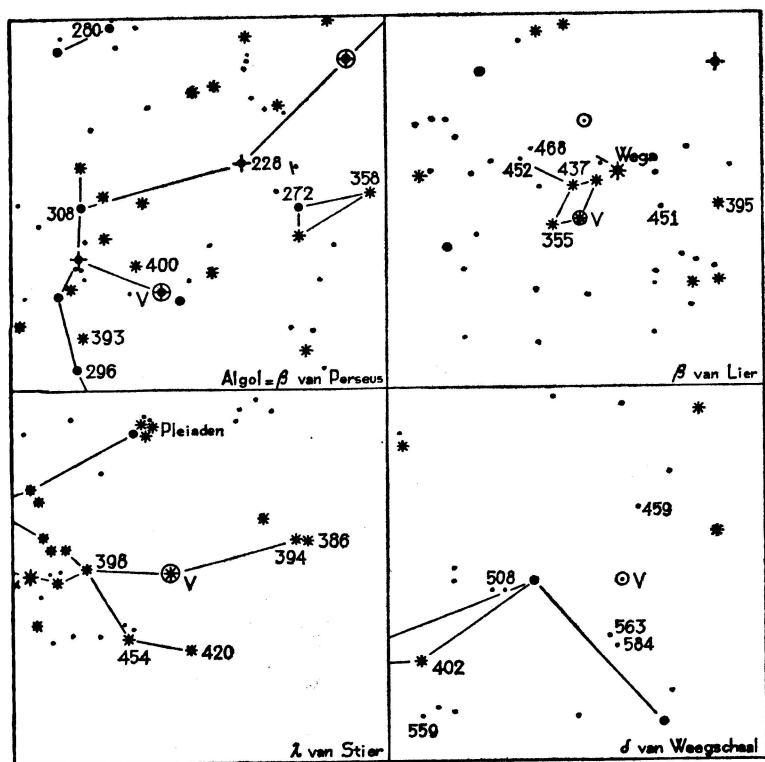 280
228
358
272
308
400
V
393
296
Algol = β van Perseus
468
Wega
452
437
395
451
355
V
β van Lier
Pleiaden
386
398
394
V
454
420
λ van Stier
459
508
V
563
584
402
559
δ van Weegschaal